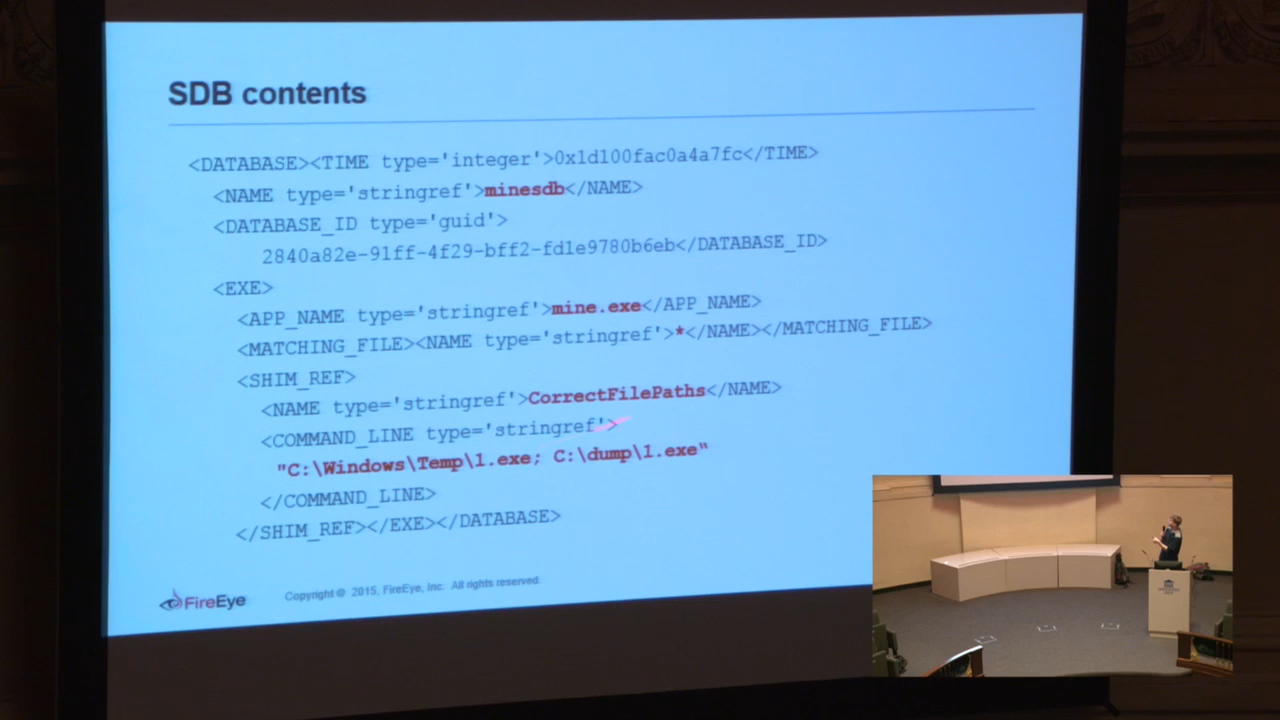 SDB contents
<DATABASE><TIME type='integer'>0x1d100fac0a4a7fc</TIME>
<NAME type='stringref'>minesdb</NAME>
<DATABASE_ID type='guid'>
2840a82e-91ff-4f29-bff2-fd1e9780b6eb</DATABASE_ID>
<EXE>
<APP_NAME type='stringref'>mine.exe</APP_NAME>
<MATCHING_FILE><NAME type='stringref'>*</NAME></MATCHING_FILE>
<SHIM_REF>
<NAME type='stringref'>CorrectFilePaths</NAME>
<COMMAND_LINE type='stringref'>
"C:\Windows\Temp\1.exe; C:\dump\1.exe"
</COMMAND_LINE>
</SHIM_REF></EXE></DATABASE>
FireEye
Copyright © 2015, FireEye, Inc. All rights reserved.